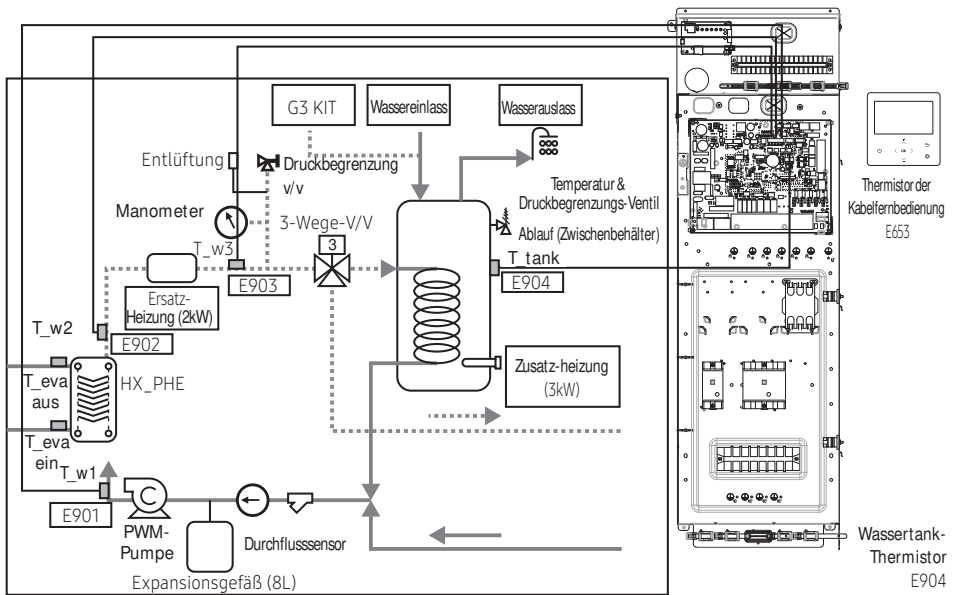 G3 KIT
Wassereinlass
Wasserauslass
Entlüftung
Druckbegrenzung
v/v
Temperatur &
Druckbegrenzungs-Ventil
Ablauf (Zwischenbehälter)
Manometer
T_w3
3-Wege-V/V
3
T_tank
E903
E904
Ersatz-
Heizung (2kW)
T_w2
E902
T_eva
aus
HX_PHE
Zusatz-heizung
(3kW)
T_eva
ein
T_w1
E901
C
PWM-
Pumpe
Durchflusssensor
Expansionsgefäß (8L)
OK
Thermistor der
Kabelfernbedienung
E653
Wassertank-
Thermistor
E904